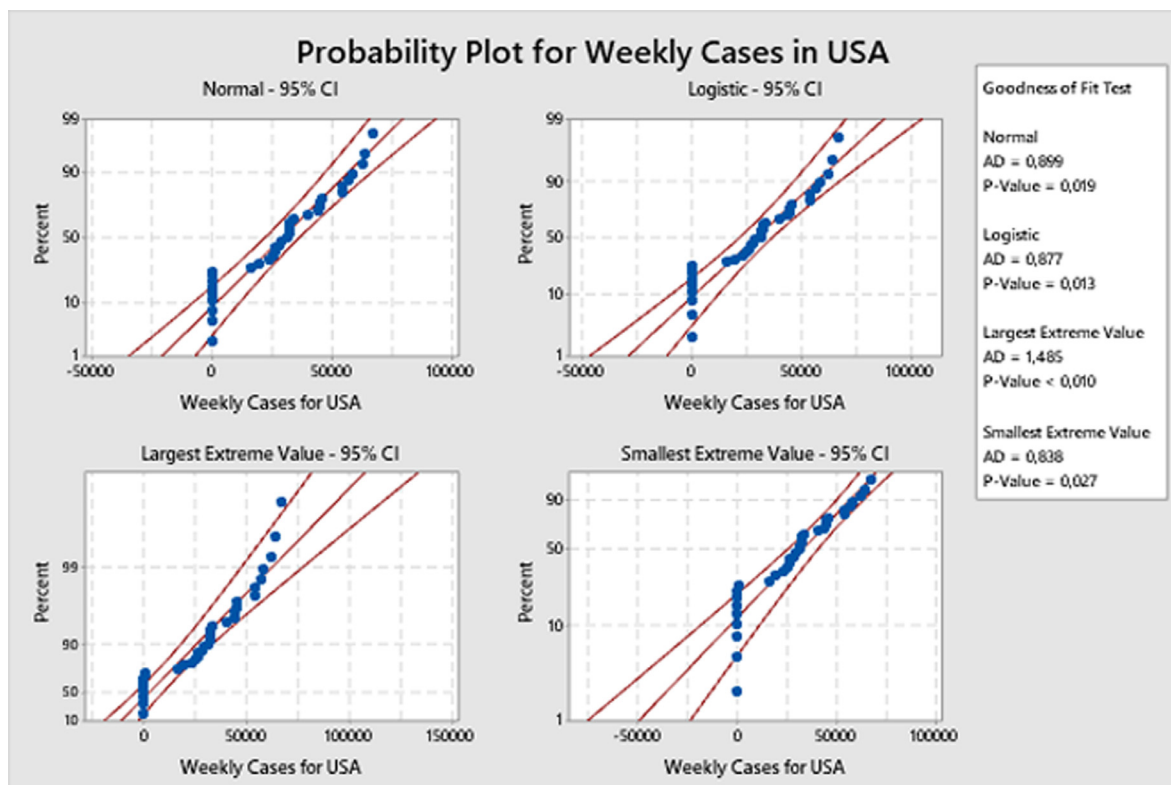 Probability Plot for Weekly Cases in USA
Normal - 95% CI
99
90
50
10
1
Percent
-50000 0 50000 100000
Weekly Cases for USA
Logistic - 95% CI
99
90
50
10
1
Percent
-50000 0 50000 100000
Weekly Cases for USA
Largest Extreme Value - 95% CI
99
90
50
10
Percent
0 50000 100000 150000
Weekly Cases for USA
Smallest Extreme Value - 95% CI
90
50
10
1
Percent
-50000 0 50000 100000
Weekly Cases for USA
Goodness of Fit Test
Normal
AD = 0,899
P-Value = 0,019
Logistic
AD = 0,877
P-Value = 0,013
Largest Extreme Value
AD = 1,485
P-Value < 0,010
Smallest Extreme Value
AD = 0,838
P-Value = 0,027